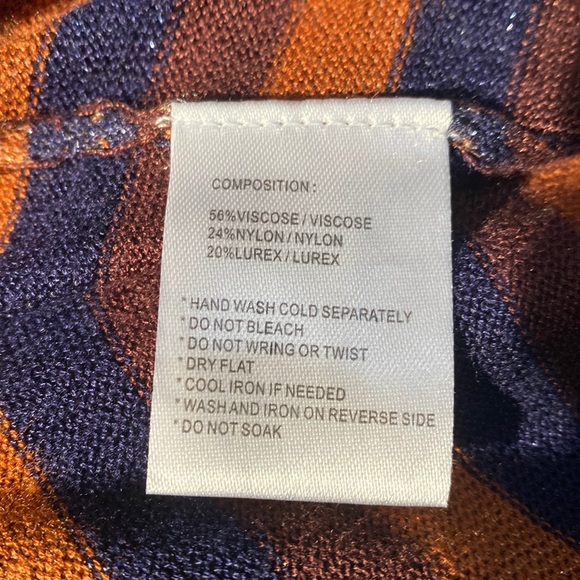 COMPOSITION :
56%VISCOSE / VISCOSE
24%NYLON / NYLON
20%LUREX / LUREX
*HAND WASH COLD SEPARATELY
*DO NOT BLEACH
*DO NOT WRING OR TWIST
*DRY FLAT
*COOL IRON IF NEEDED
*WASH AND IRON ON REVERSE SIDE
*DO NOT SOAK